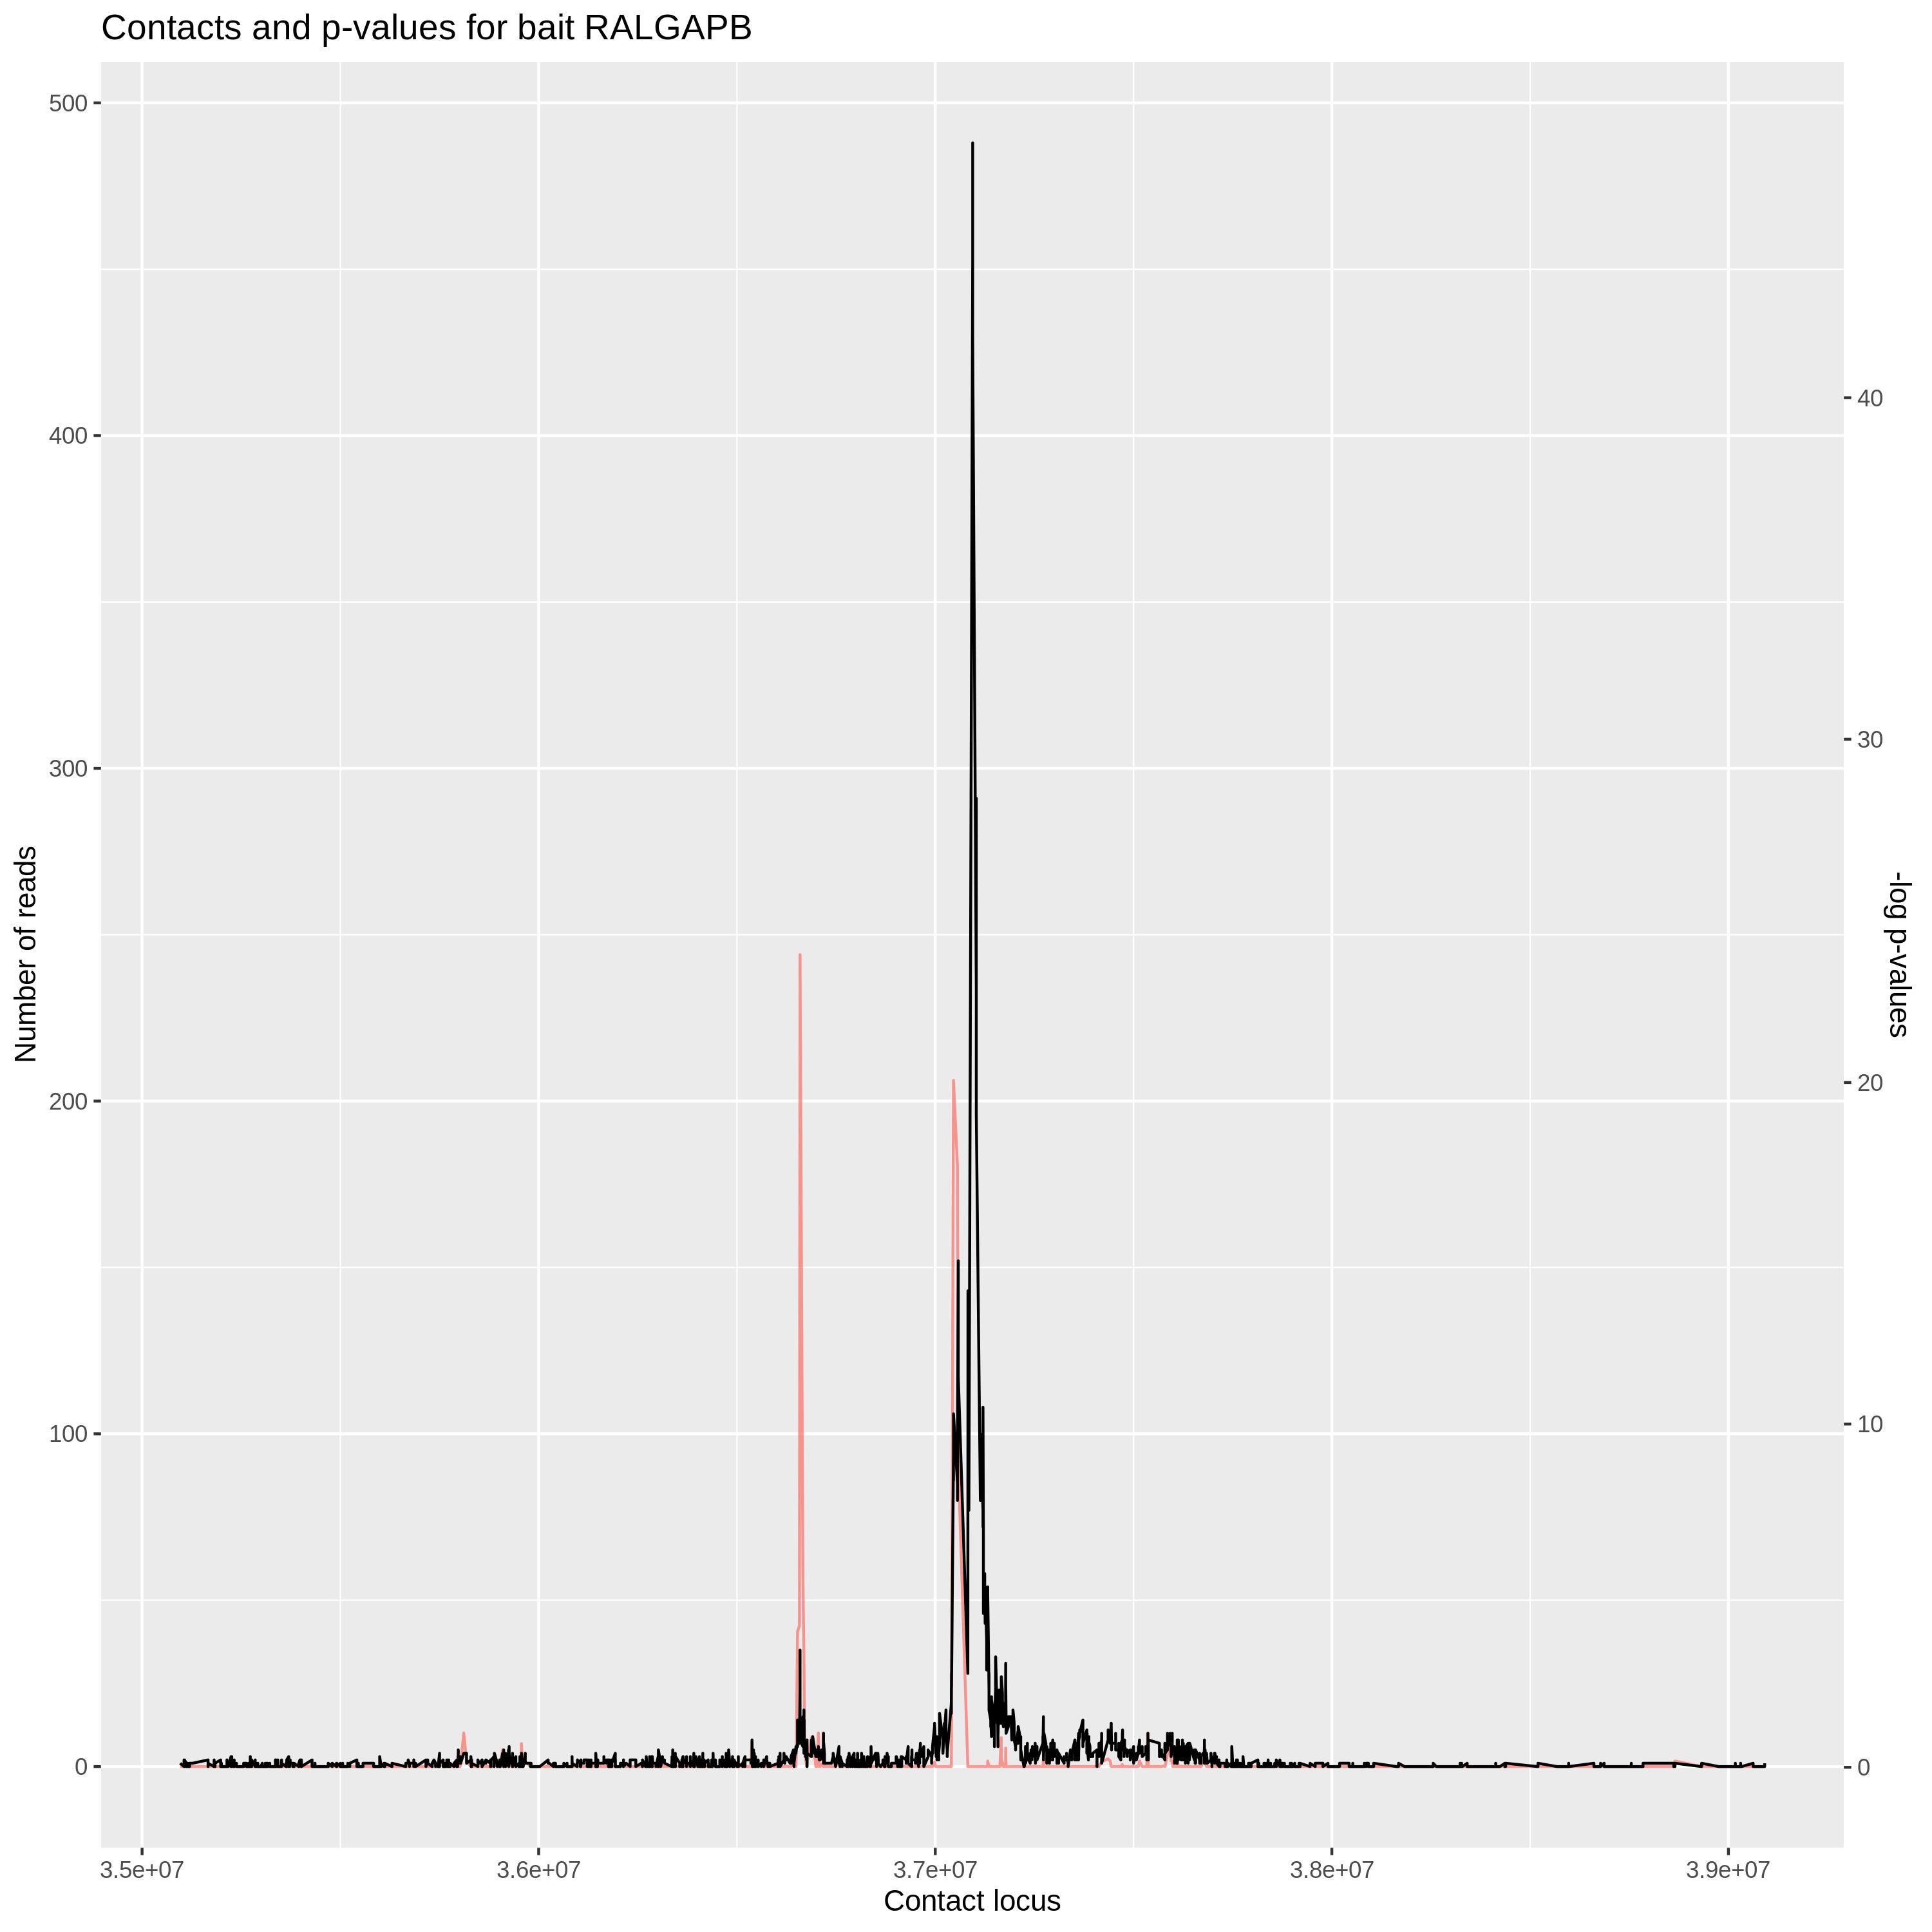 Contacts and p-values for bait RALGAPB
500
400
300
200
100
0
Number of reads
40
30
20
10
0
-log p-values
3.5e+07
3.6e+07
3.7e+07
3.8e+07
3.9e+07
Contact locus